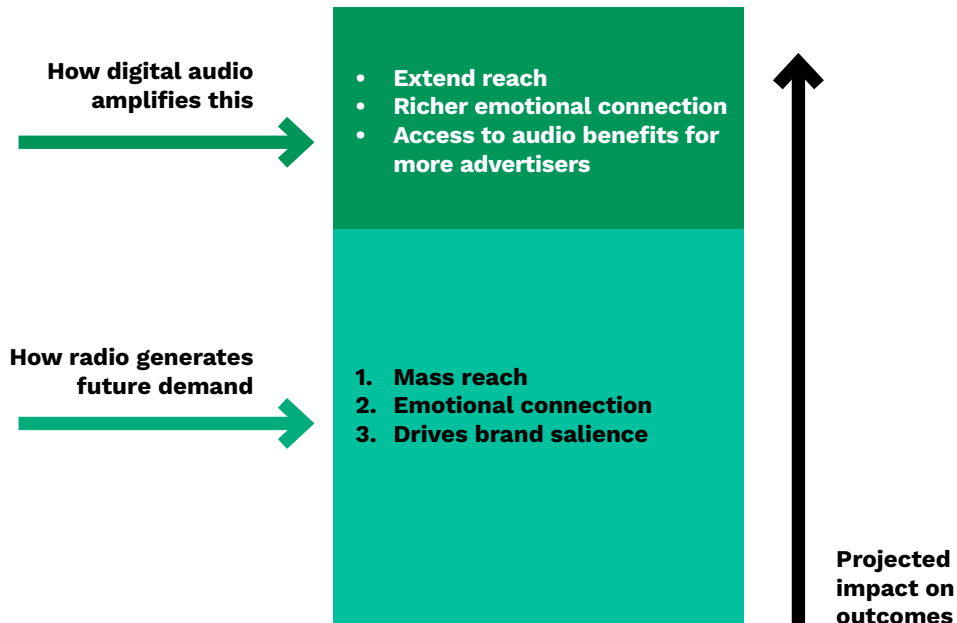 How digital audio
amplifies this
• Extend reach
• Richer emotional connection
• Access to audio benefits for
more advertisers
How radio generates
future demand
1. Mass reach
2. Emotional connection
3. Drives brand salience
Projected
impact on
outcomes